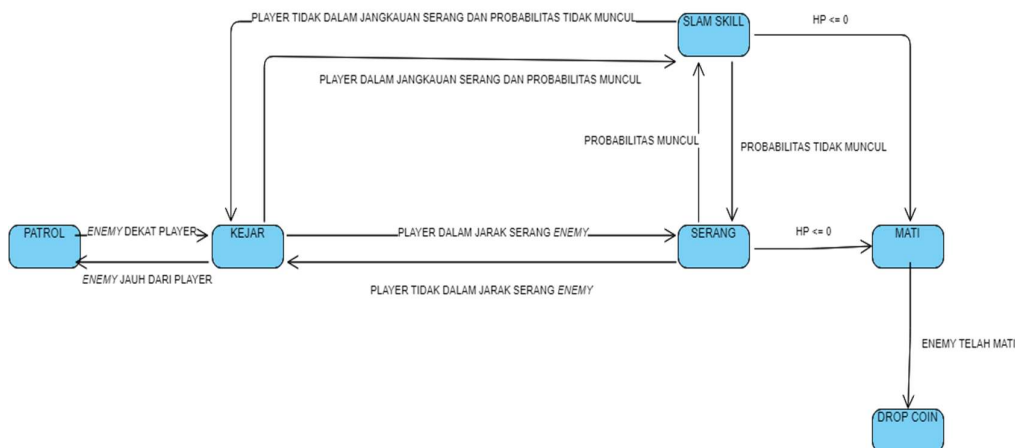 PLAYER TIDAK DALAM JANGKAUAN SERANG DAN PROBABILITAS TIDAK MUNCUL
SLAM SKILL
HP <= 0
PLAYER DALAM JANGKAUAN SERANG DAN PROBABILITAS MUNCUL
PROBABILITAS MUNCUL
PROBABILITAS TIDAK MUNCUL
PATROL
ENEMY DEKAT PLAYER
KEJAR
PLAYER DALAM JARAK SERANG ENEMY
SERANG
HP <= 0
MATI
ENEMY JAUH DARI PLAYER
PLAYER TIDAK DALAM JARAK SERANG ENEMY
ENEMY TELAH MATI
DROP COIN